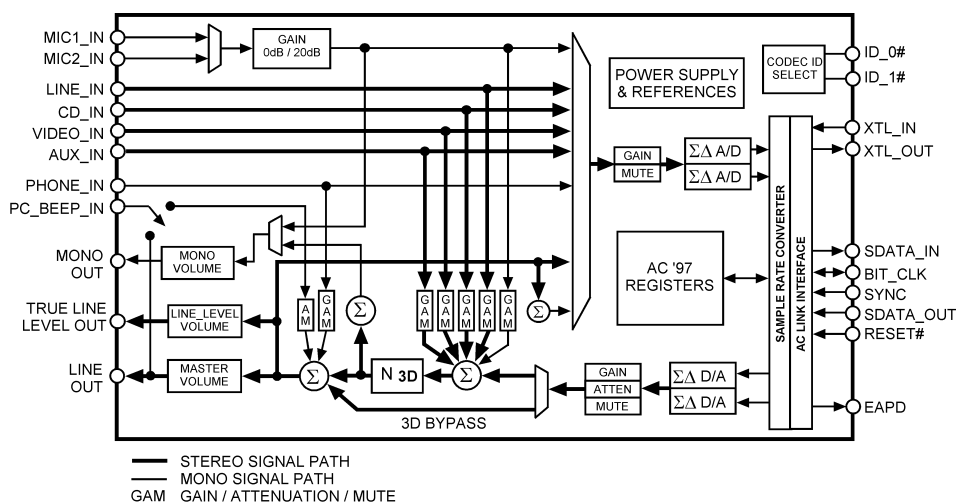 MIC1_IN
MIC2_IN
LINE_IN
CD_IN
VIDEO_IN
AUX_IN
PHONE_IN
PC_BEEP_IN
MONO
OUT
TRUE LINE
LEVEL OUT
LINE
OUT
GAIN
0dB / 20dB
MONO
VOLUME
LINE_LEVEL
VOLUME
MASTER
VOLUME
AM
GAM
Σ
GAM
GAM
GAM
GAM
GAM
Σ
Σ
N 3D
Σ
3D BYPASS
POWER SUPPLY
& REFERENCES
CODEC ID
SELECT
GAIN
MUTE
ΣΔ A/D
ΣΔ A/D
AC '97
REGISTERS
GAIN
ATTEN
MUTE
ΣΔ D/A
ΣΔ D/A
SAMPLE RATE CONVERTER
AC LINK INTERFACE
ID_0#
ID_1#
XTL_IN
XTL_OUT
SDATA_IN
BIT_CLK
SYNC
SDATA_OUT
RESET#
EAPD
STEREO SIGNAL PATH
MONO SIGNAL PATH
GAM GAIN / ATTENUATION / MUTE